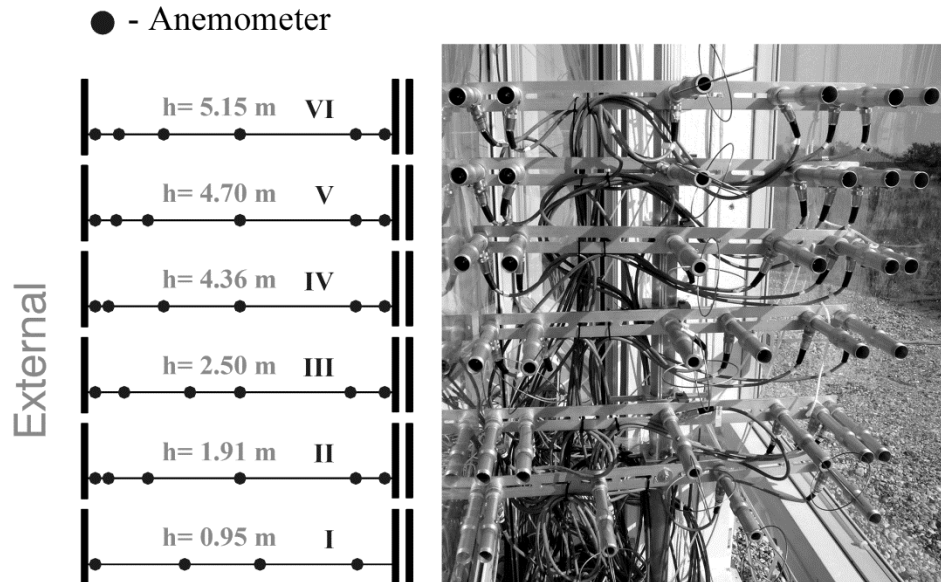 - Anemometer
h= 5.15 m VI
h= 4.70 m V
h= 4.36 m IV
h= 2.50 m III
h= 1.91 m II
h= 0.95 m I
External